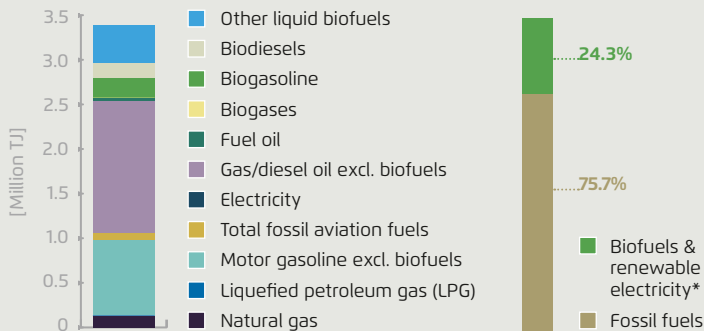 [Million TJ]
3.5
3.0
2.5
2.0
1.5
1.0
0.5
0
Other liquid biofuels
Biodiesels
Biogasoline
Biogases
Fuel oil
Gas/diesel oil excl. biofuels
Electricity
Total fossil aviation fuels
Motor gasoline excl. biofuels
Liquefied petroleum gas (LPG)
Natural gas
24.3%
75.7%
Biofuels &
renewable
electricity*
Fossil fuels